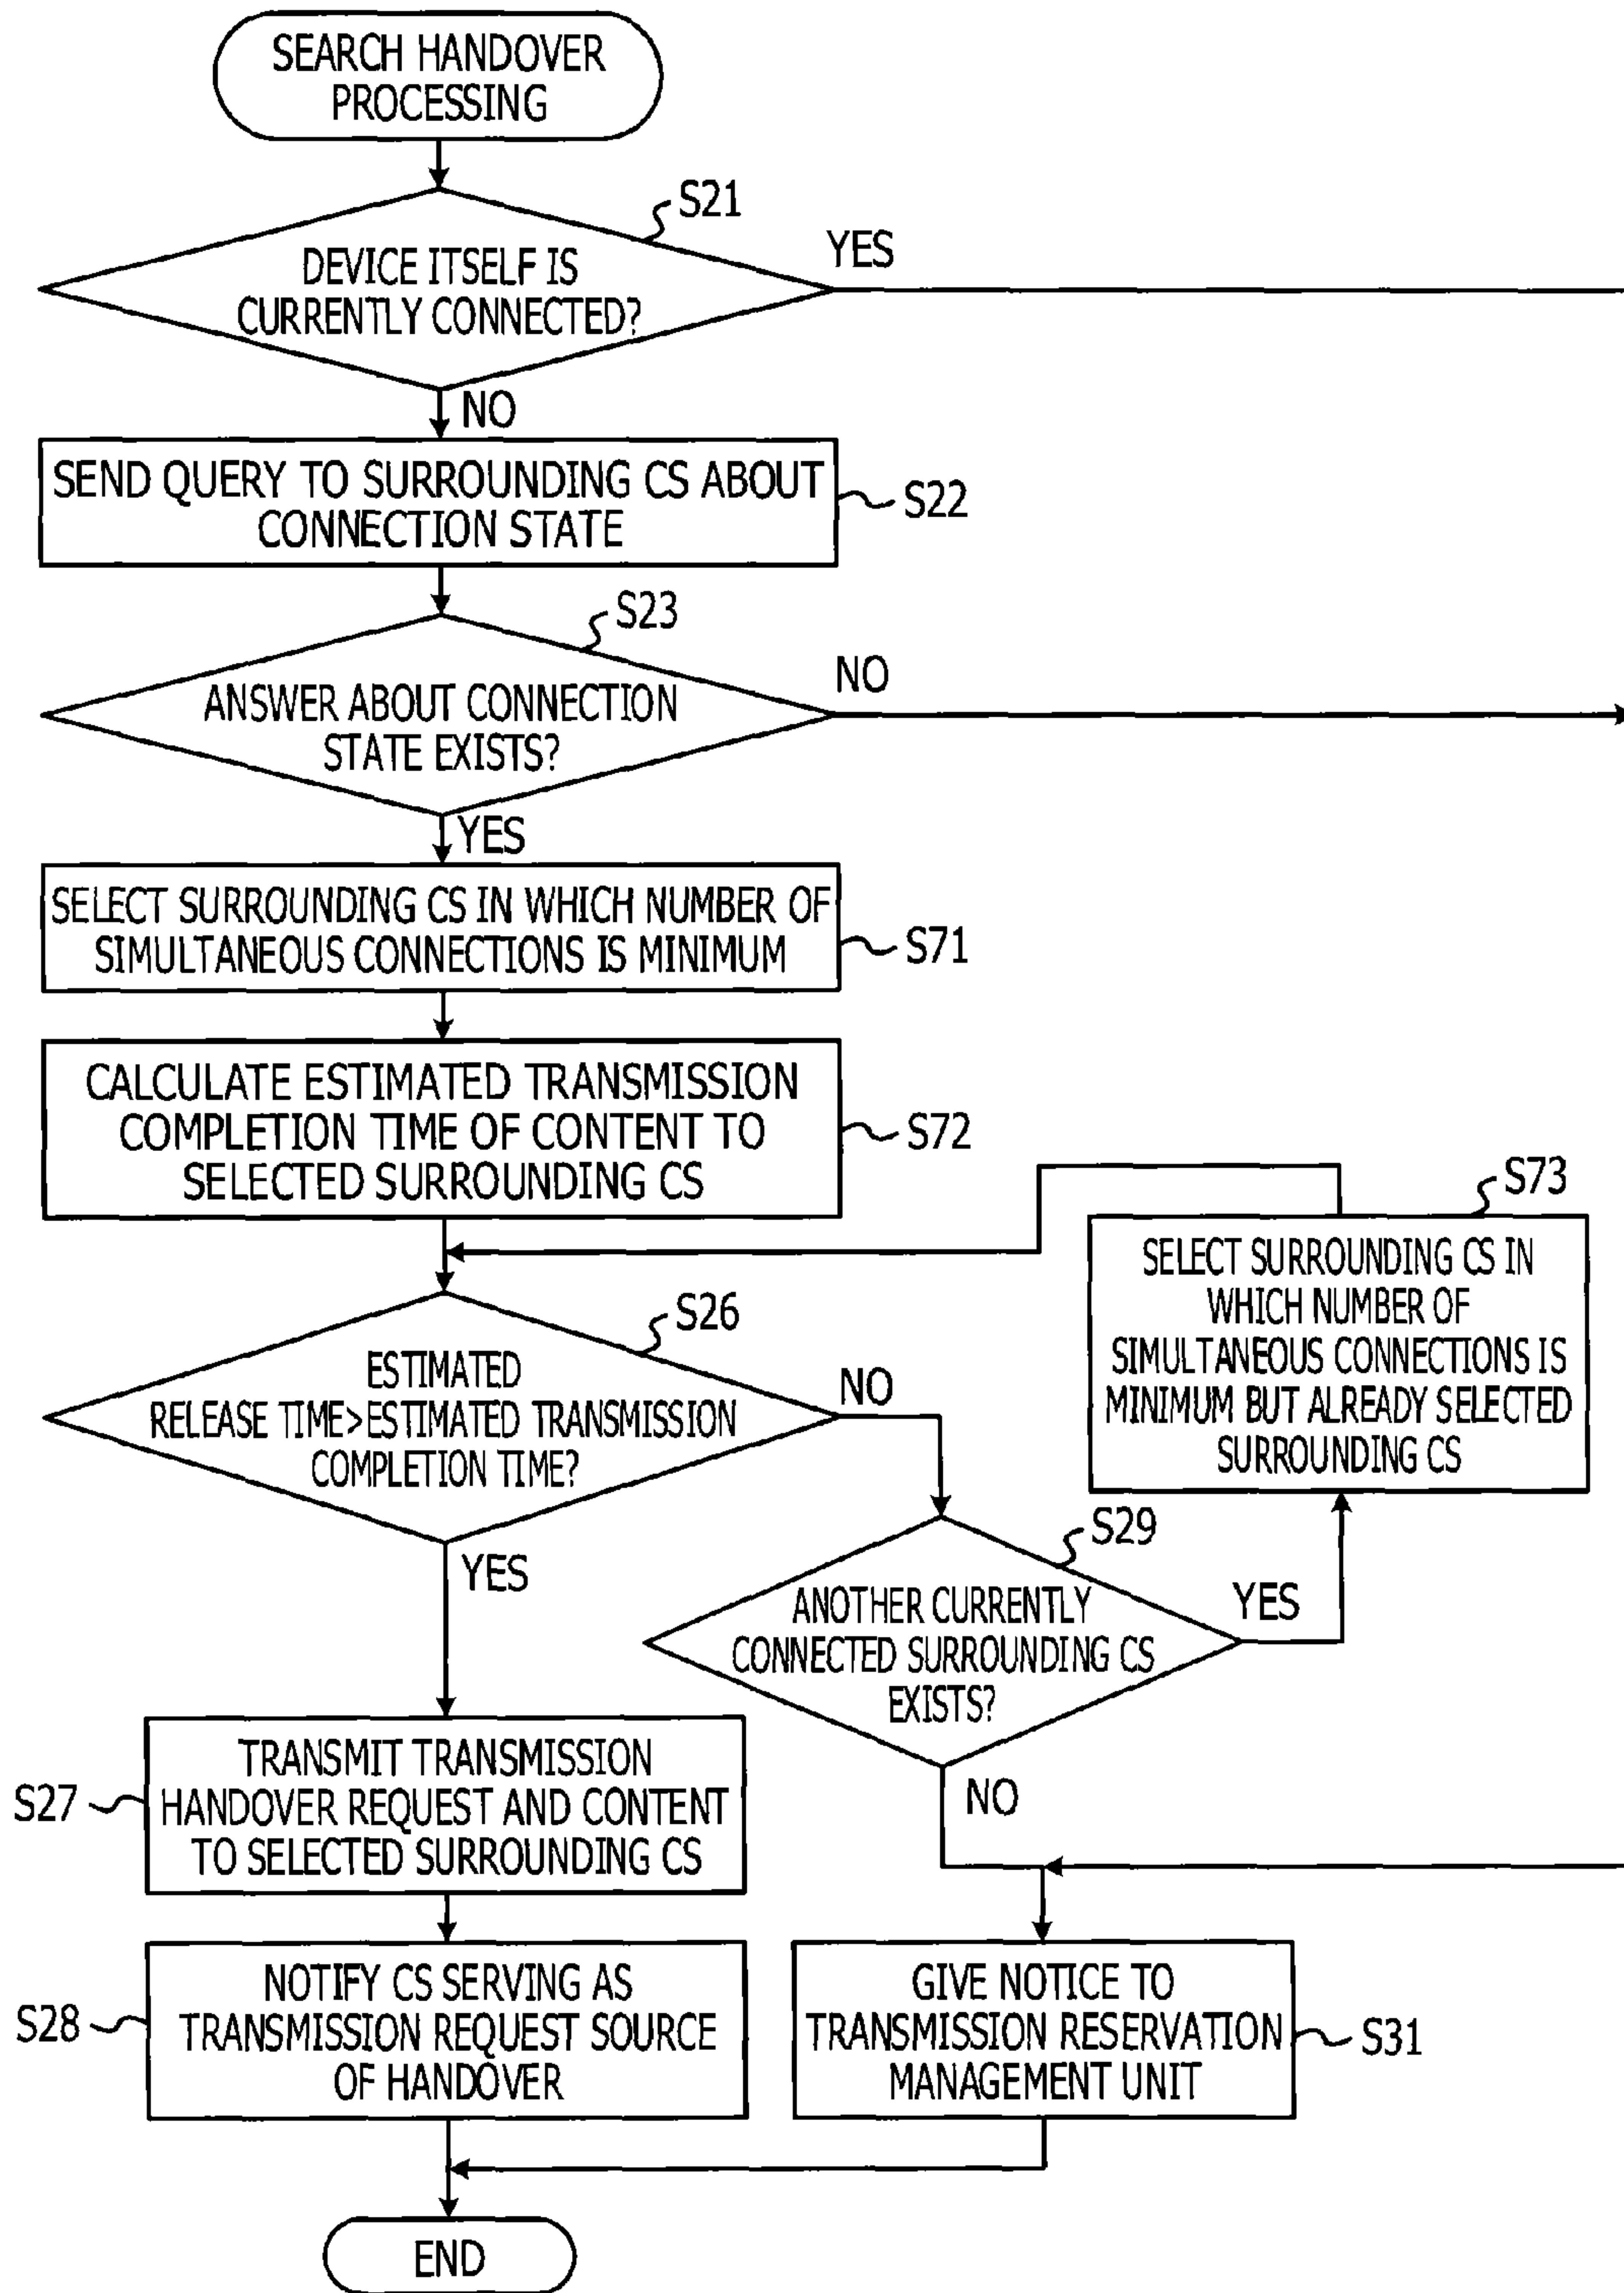 SEARCH HANDOVER
PROCESSING
S21
DEVICE ITSELF IS
CURRENTLY CONNECTED?
YES
NO
SEND QUERY TO SURROUNDING CS ABOUT
CONNECTION STATE
S22
S23
ANSWER ABOUT CONNECTION
STATE EXISTS?
NO
YES
SELECT SURROUNDING CS IN WHICH NUMBER OF
SIMULTANEOUS CONNECTIONS IS MINIMUM
S71
CALCULATE ESTIMATED TRANSMISSION
COMPLETION TIME OF CONTENT TO
SELECTED SURROUNDING CS
S72
S73
SELECT SURROUNDING CS IN
WHICH NUMBER OF
SIMULTANEOUS CONNECTIONS IS
MINIMUM BUT ALREADY SELECTED
SURROUNDING CS
S26
ESTIMATED
RELEASE TIME>ESTIMATED TRANSMISSION
COMPLETION TIME?
NO
YES
S29
ANOTHER CURRENTLY
CONNECTED SURROUNDING CS
EXISTS?
YES
NO
S27
TRANSMIT TRANSMISSION
HANDOVER REQUEST AND CONTENT
TO SELECTED SURROUNDING CS
S28
NOTIFY CS SERVING AS
TRANSMISSION REQUEST SOURCE
OF HANDOVER
GIVE NOTICE TO
TRANSMISSION RESERVATION
MANAGEMENT UNIT
S31
END